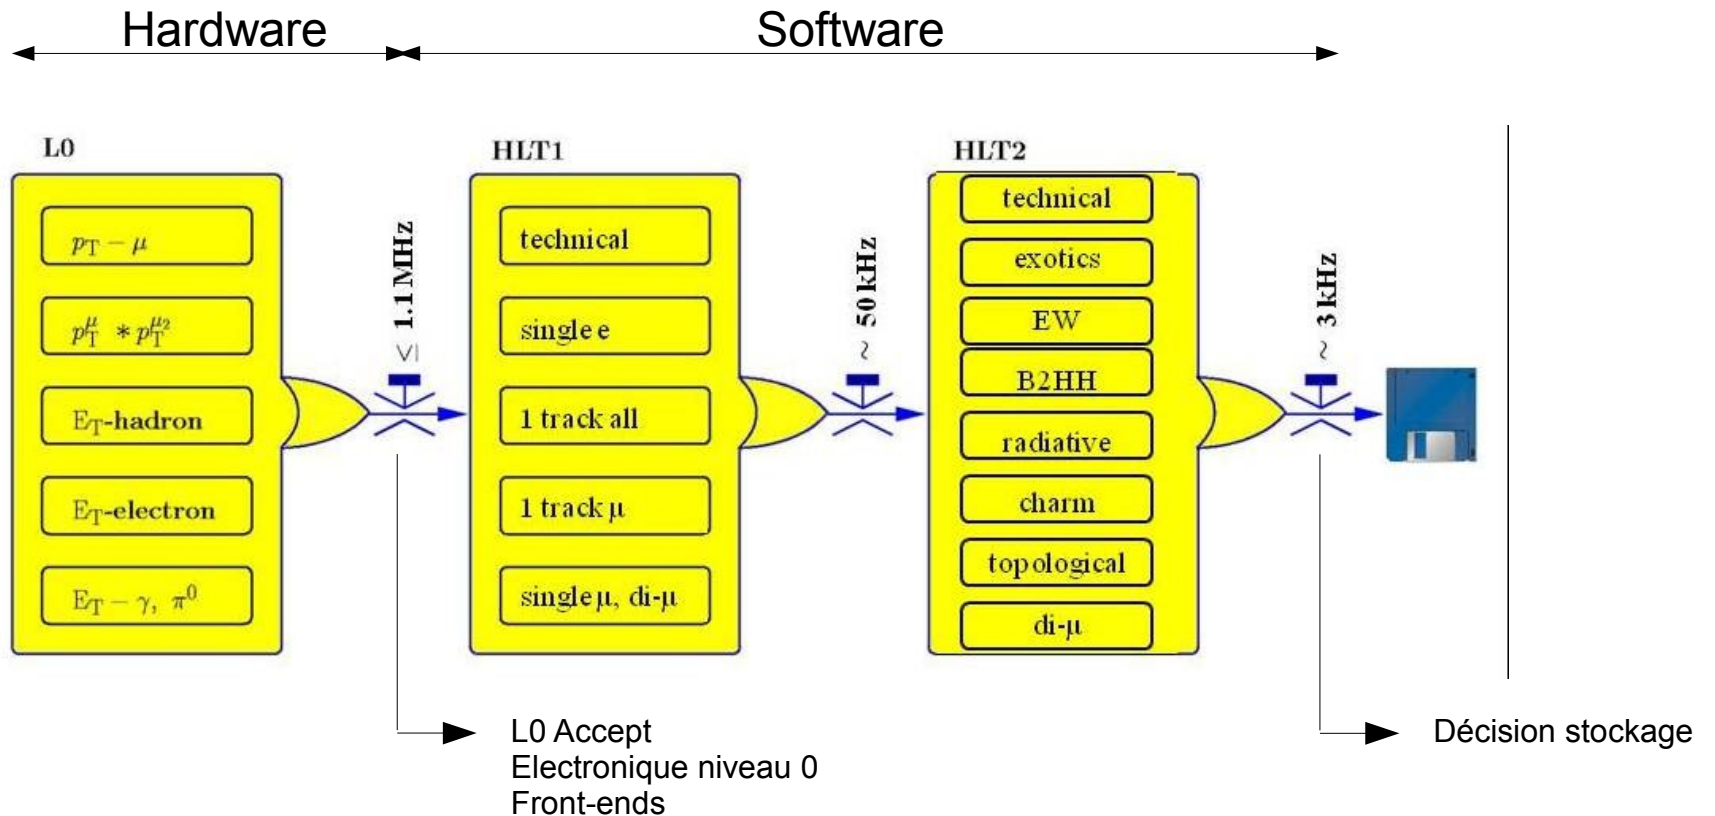 Hardware
Software
L0
pT − μ
pTμ * pTμ2
ET-hadron
ET-electron
ET − γ, π0
≤ 1.1 MHz
HLT1
technical
single e
1 track all
1 track μ
single μ, di-μ
~ 50 kHz
HLT2
technical
exotics
EW
B2HH
radiative
charm
topological
di-μ
~ 3 kHz
L0 Accept
Electronique niveau 0
Front-ends
Décision stockage